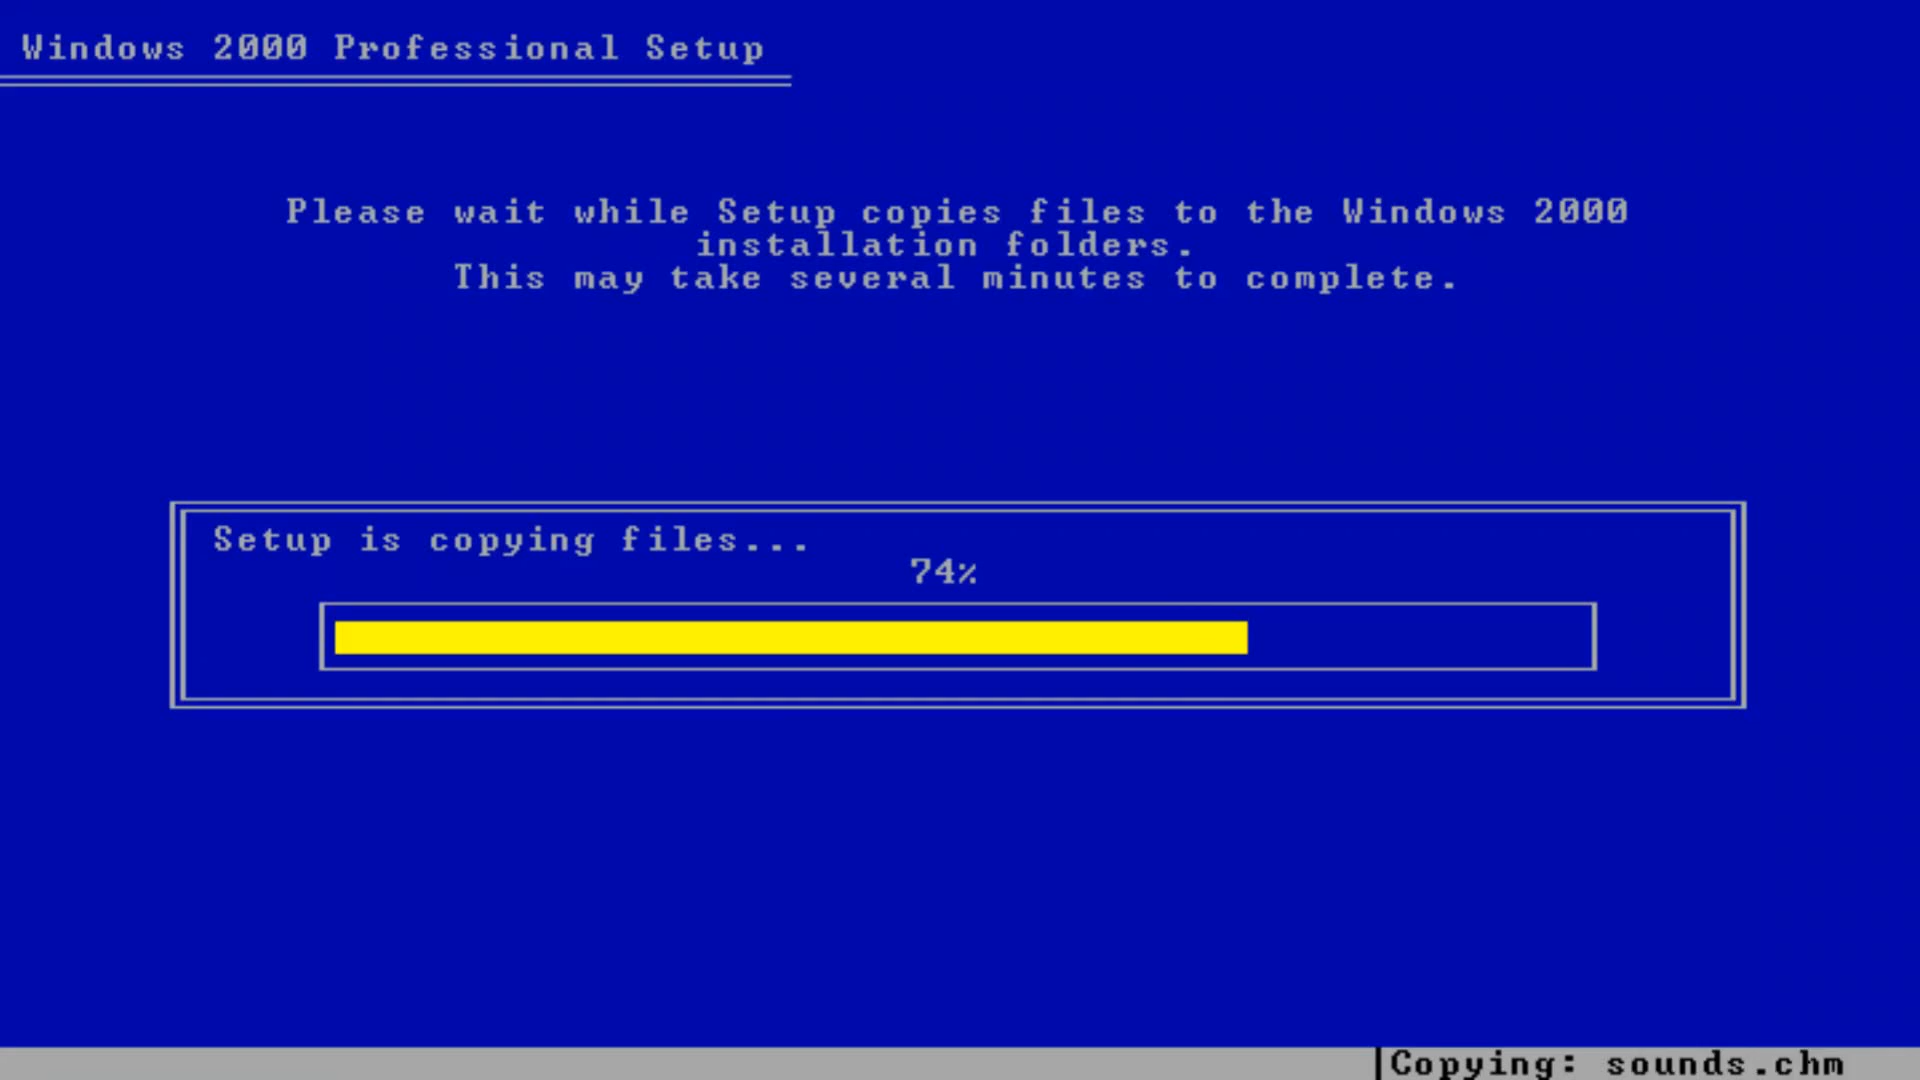 Windows 2000 Professional Setup
Please wait while Setup copies files to the Windows 2000
installation folders.
This may take several minutes to complete.
Setup is copying files...
74%
Copying: sounds.chm